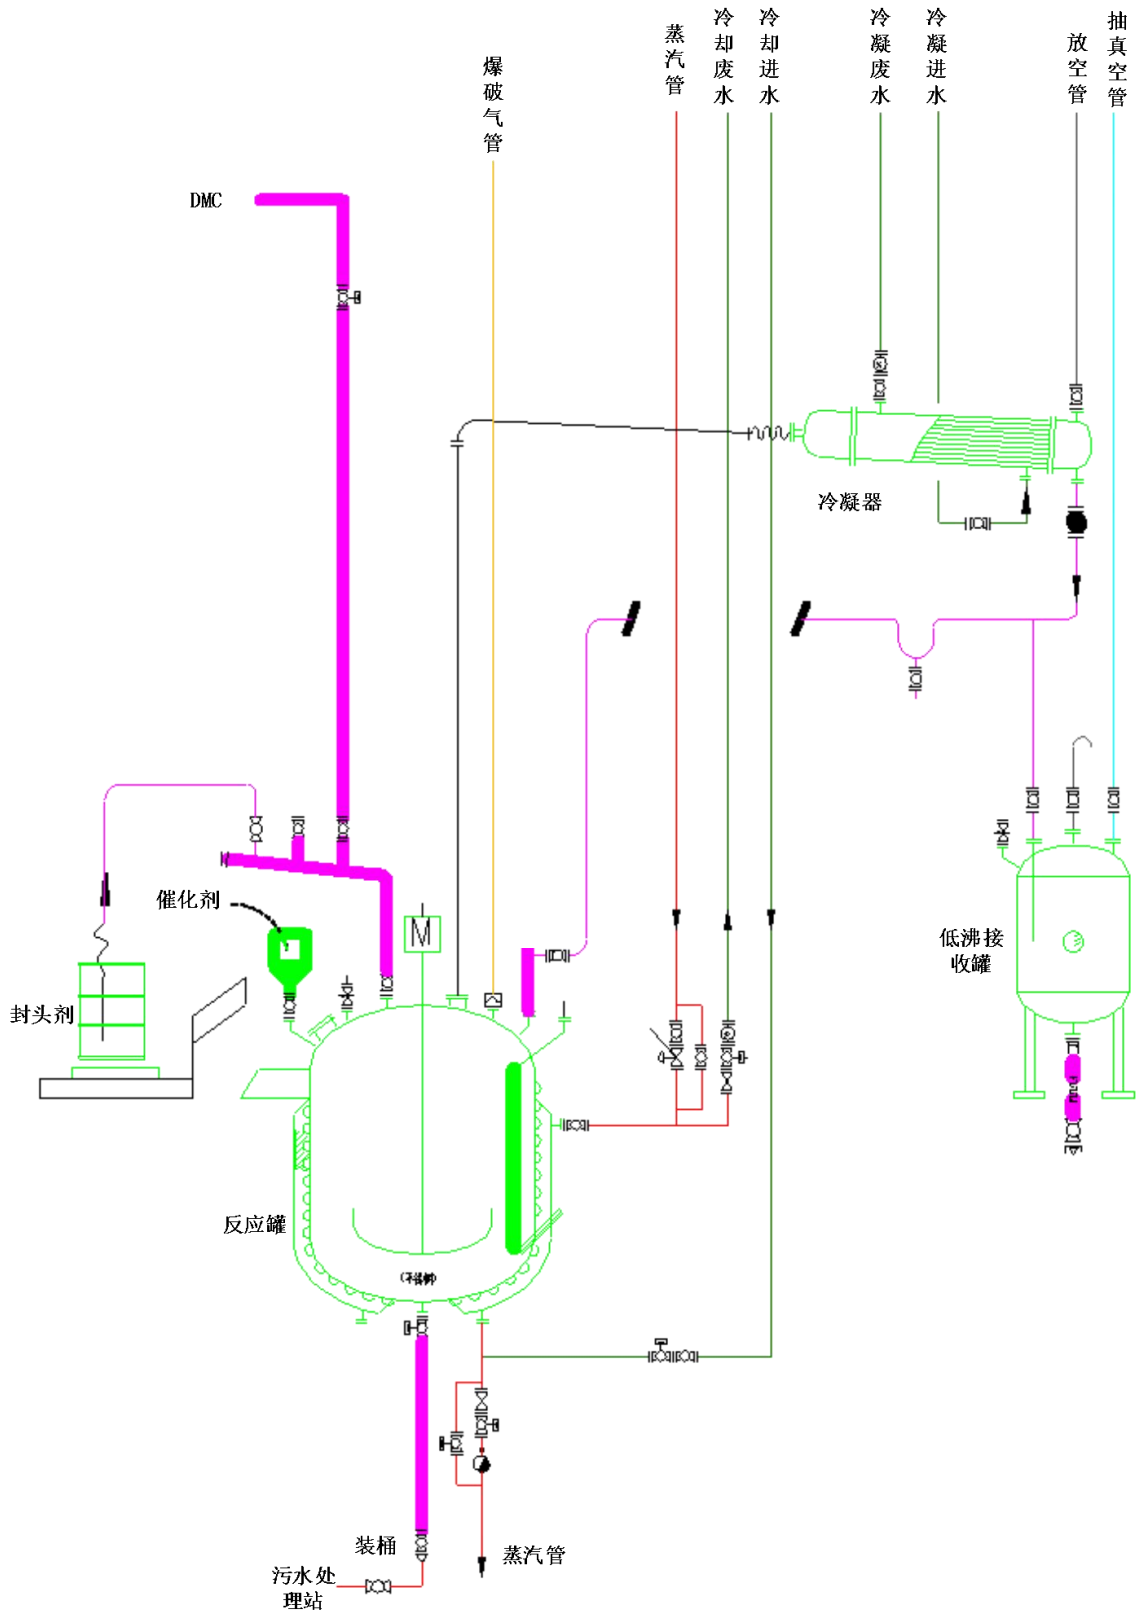 爆破气管
蒸汽管
冷却废水
冷却进水
冷凝废水
冷凝进水
放空管
抽真空管
DMC
冷凝器
催化剂
M
封头剂
低沸接
收罐
反应罐
装桶
蒸汽管
污水处
理站